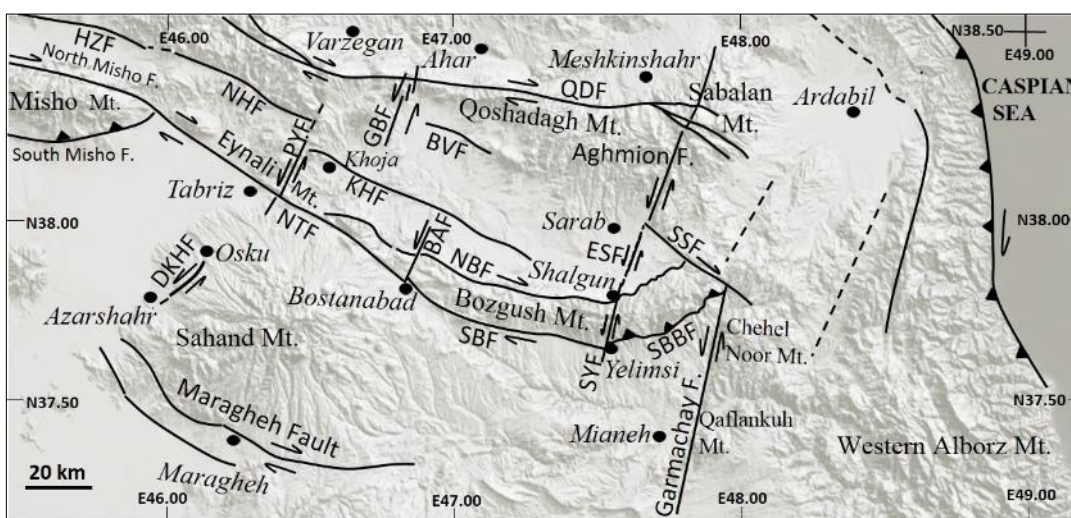 E46.00
E47.00
E48.00
N38.50
E49.00
HZF
North Misho F.
Varzegan
Ahar
Meshkinshahr
CASPIAN
SEA
Misho Mt.
NHF
PYF
GBF
QDF
Qoshadagh Mt.
Sabalan
Mt.
Ardabil
South Misho F.
Eynali
Mt.
BVF
Khoja
KHF
Aghmion F.
Tabriz
NTF
N38.00
N38.00
Sarab
BAF
NBF
ESF
SSF
Osku
DKHF
Shalgun
Bostanabad
Bozgush Mt.
Azarshahr
Sahand Mt.
SBF
SBBF
SYF
Yelimsi
Chehel
Noor Mt.
N37.50
N37.50
Maragheh Fault
Garmachay F.
Qaflankuh
Mt.
Mianeh
Western Alborz Mt.
20 km
Maragheh
E46.00
E47.00
E48.00
E49.00